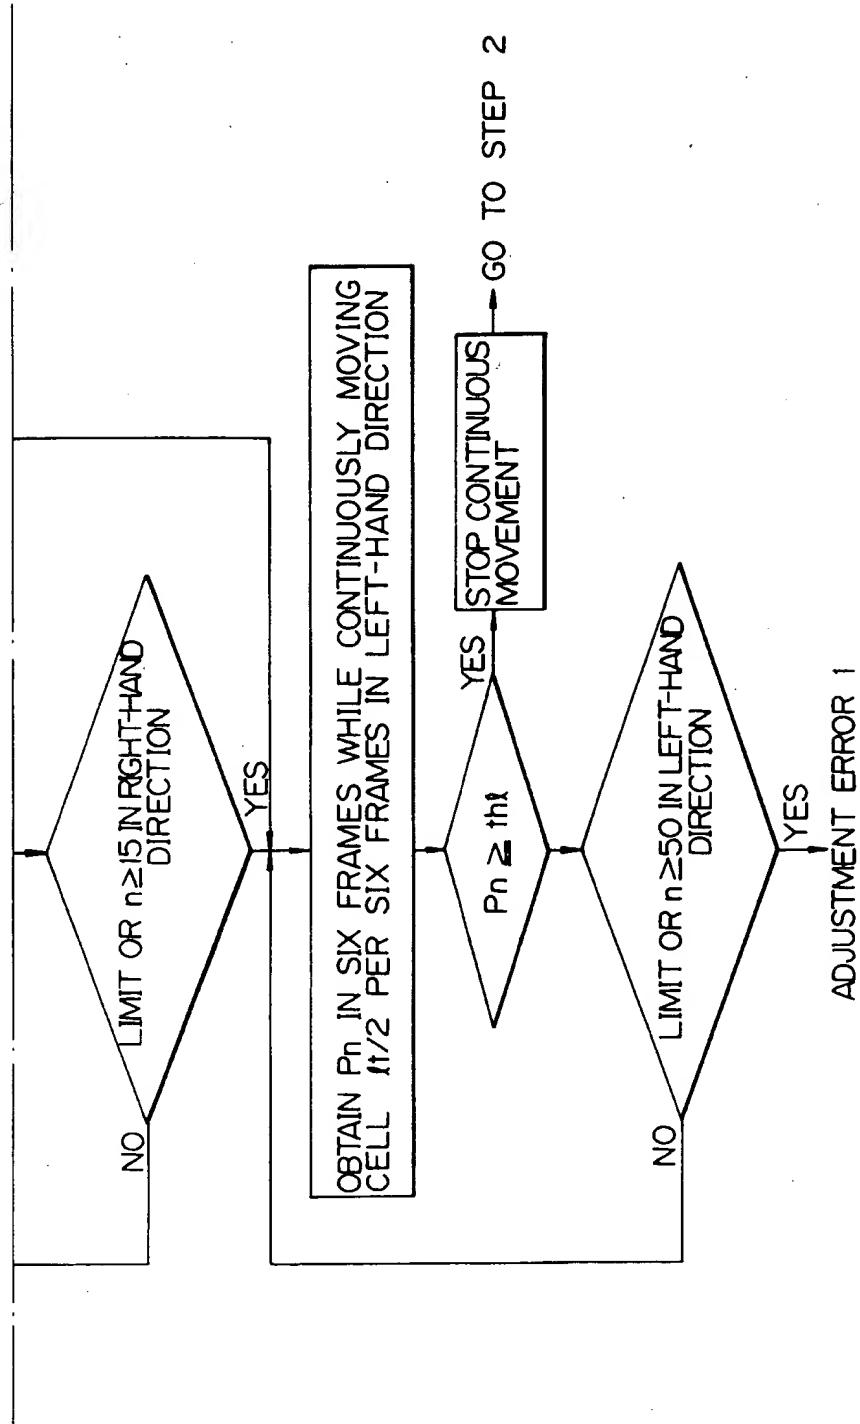 LIMIT OR n≥15 IN RIGHT-HAND
DIRECTION
NO
YES
OBTAIN Pn IN SIX FRAMES WHILE CONTINUOUSLY MOVING
CELL ℓt/2 PER SIX FRAMES IN LEFT-HAND DIRECTION
Pn ≥ thℓ
YES
STOP CONTINUOUS
MOVEMENT
GO TO STEP 2
LIMIT OR n≥50 IN LEFT-HAND
DIRECTION
NO
YES
ADJUSTMENT ERROR 1